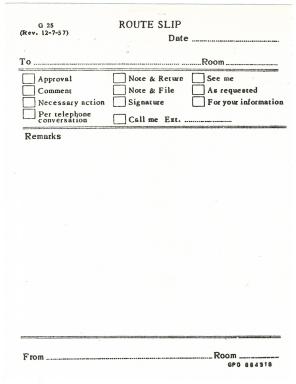 G 25 ROUTE SLIP
(Rev. 12-7-57)
Date
To Room
Approval Note & Return See me
Comment Note & File As requested
Necessary action Signature For your information
Per telephone
conversation Call me Ext.
Remarks
From Room
GPO 884918